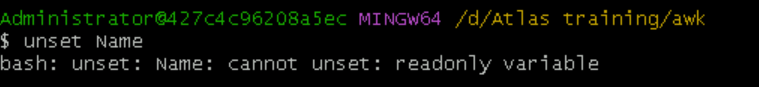 Administrator@427c4c96208a5ec MINGW64 /d/Atlas training/awk
$ unset Name
bash: unset: Name: cannot unset: readonly variable